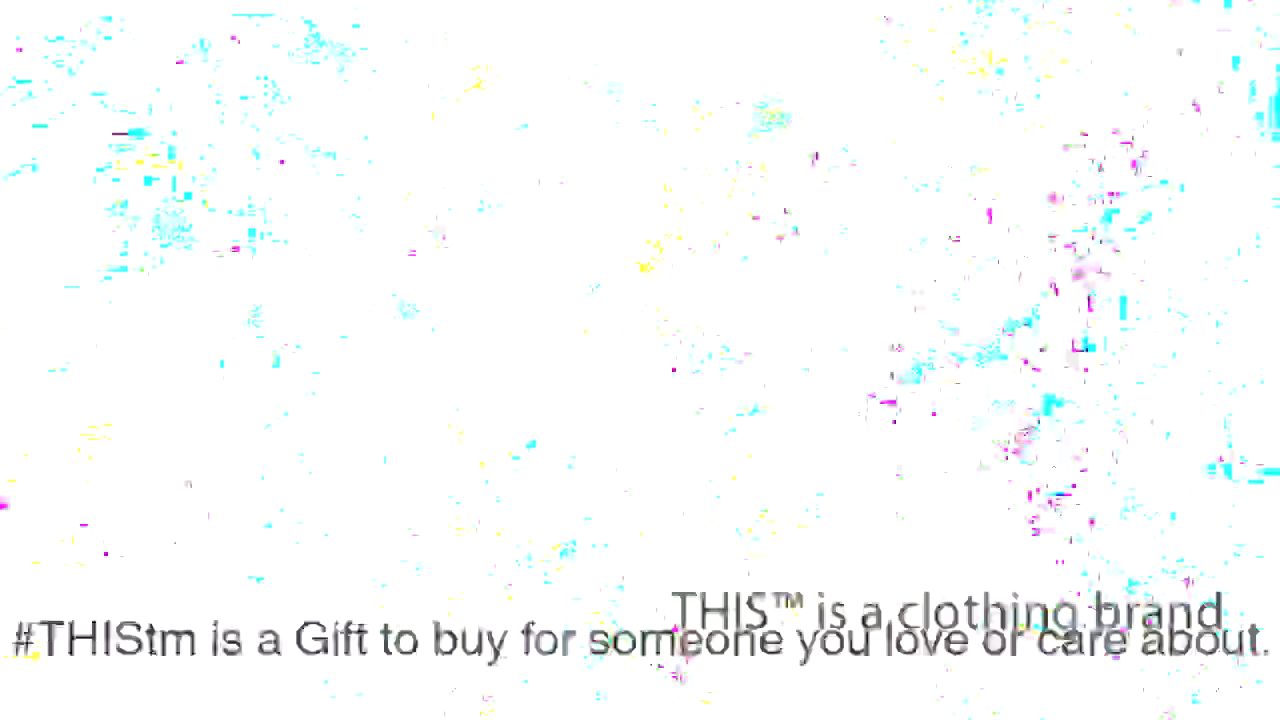 THIS™ is a clothing brand
#THIStm is a Gift to buy for someone you love or care about.